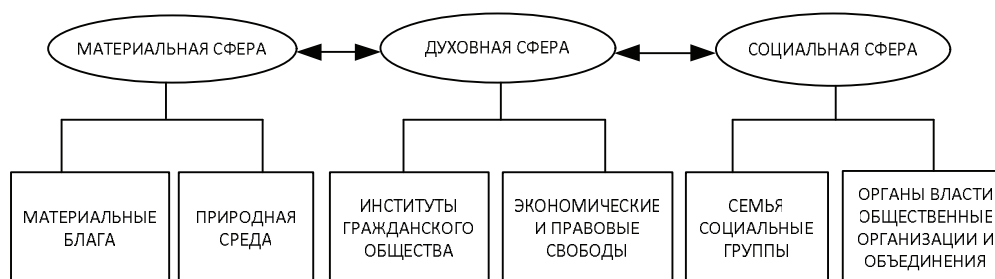 МАТЕРИАЛЬНАЯ СФЕРА
ДУХОВНАЯ СФЕРА
СОЦИАЛЬНАЯ СФЕРА
МАТЕРИАЛЬНЫЕ
БЛАГА
ПРИРОДНАЯ
СРЕДА
ИНСТИТУТЫ
ГРАЖДАНСКОГО
ОБЩЕСТВА
ЭКОНОМИЧЕСКИЕ
И ПРАВОВЫЕ
СВОБОДЫ
СЕМЬЯ
СОЦИАЛЬНЫЕ
ГРУППЫ
ОРГАНЫ ВЛАСТИ
ОБЩЕСТВЕННЫЕ
ОРГАНИЗАЦИИ И
ОБЪЕДИНЕНИЯ